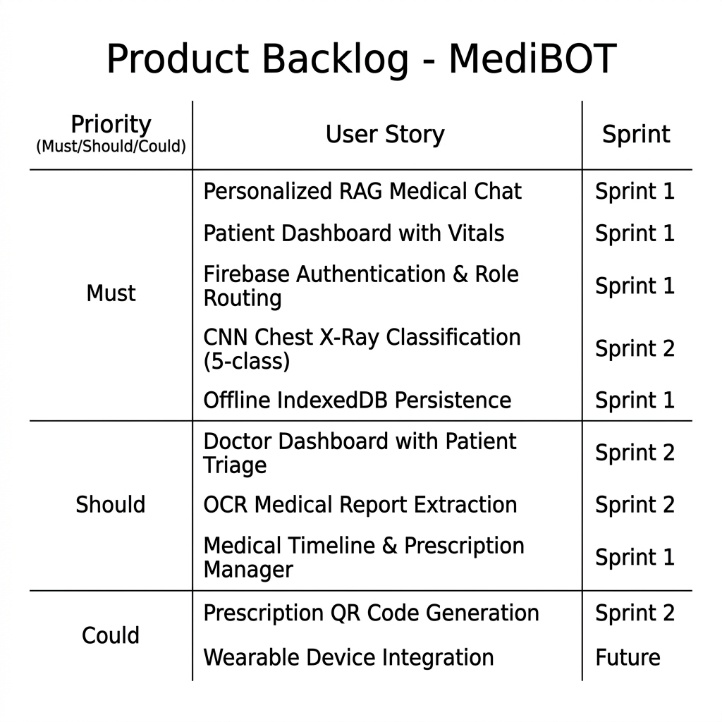 Product Backlog - MediBOT
Priority
(Must/Should/Could)
User Story
Sprint
Must
Personalized RAG Medical Chat
Sprint 1
Patient Dashboard with Vitals
Sprint 1
Firebase Authentication & Role
Routing
Sprint 1
CNN Chest X-Ray Classification
(5-class)
Sprint 2
Offline IndexedDB Persistence
Sprint 1
Should
Doctor Dashboard with Patient
Triage
Sprint 2
OCR Medical Report Extraction
Sprint 2
Medical Timeline & Prescription
Manager
Sprint 1
Could
Prescription QR Code Generation
Sprint 2
Wearable Device Integration
Future